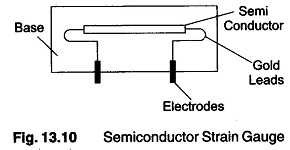 Semi
Conductor
Base
Gold
Leads
Electrodes
Fig. 13.10 Semiconductor Strain Gauge